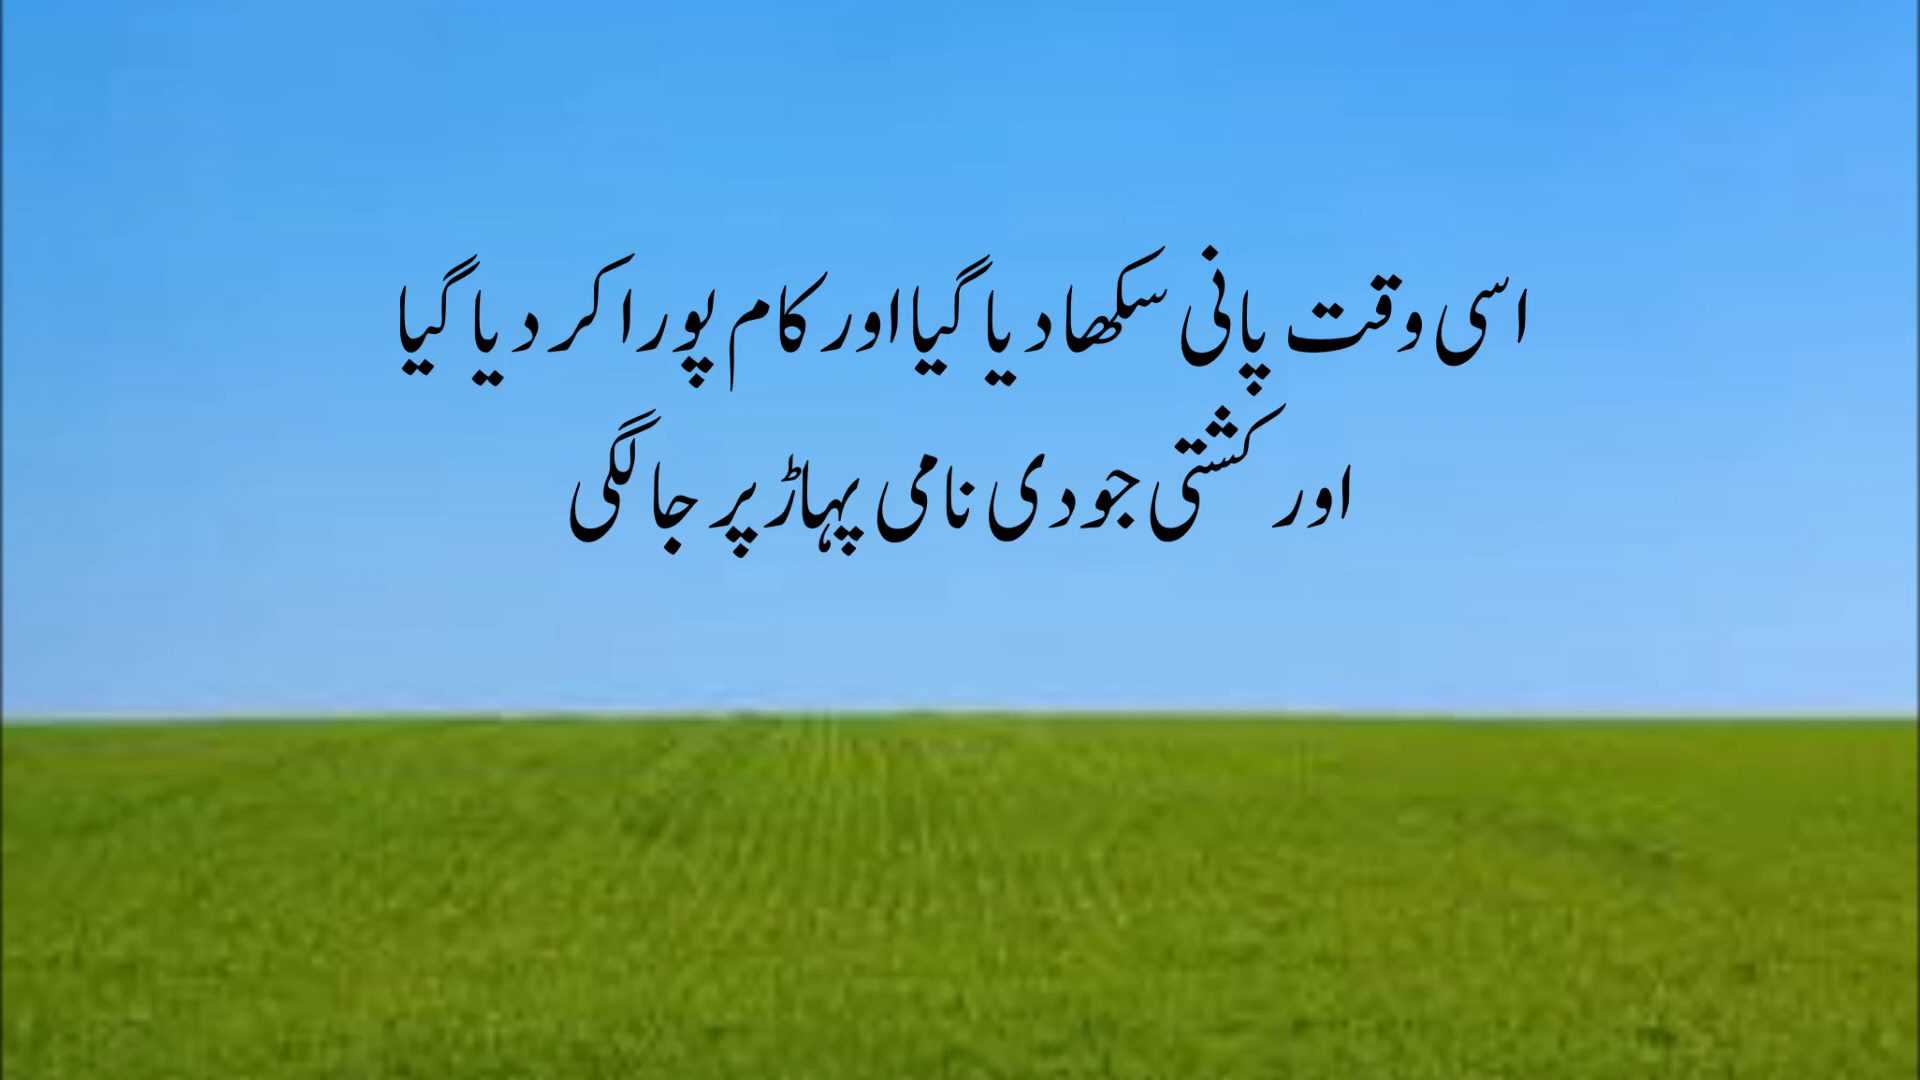 اسی وقت پانی سکھا دیا گیا اور کام پورا کر دیا گیا
اور کشتی جودی نامی پہاڑ پر جا لگی